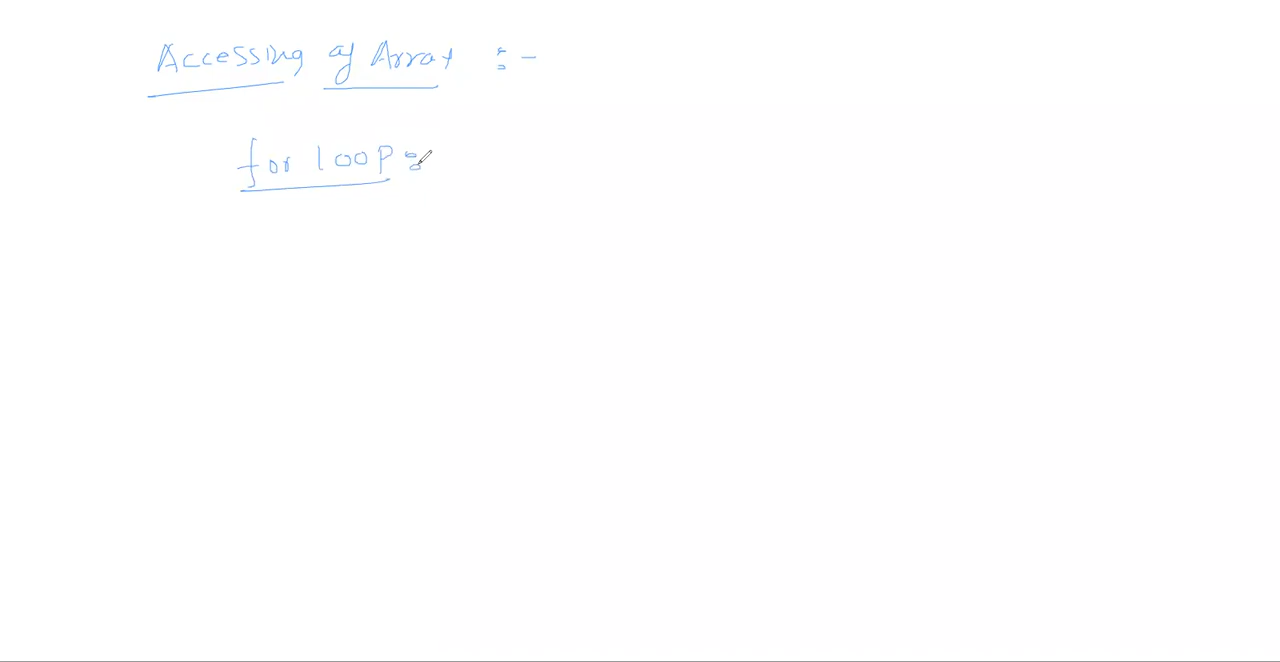 Accessing of Array :-
for loop :